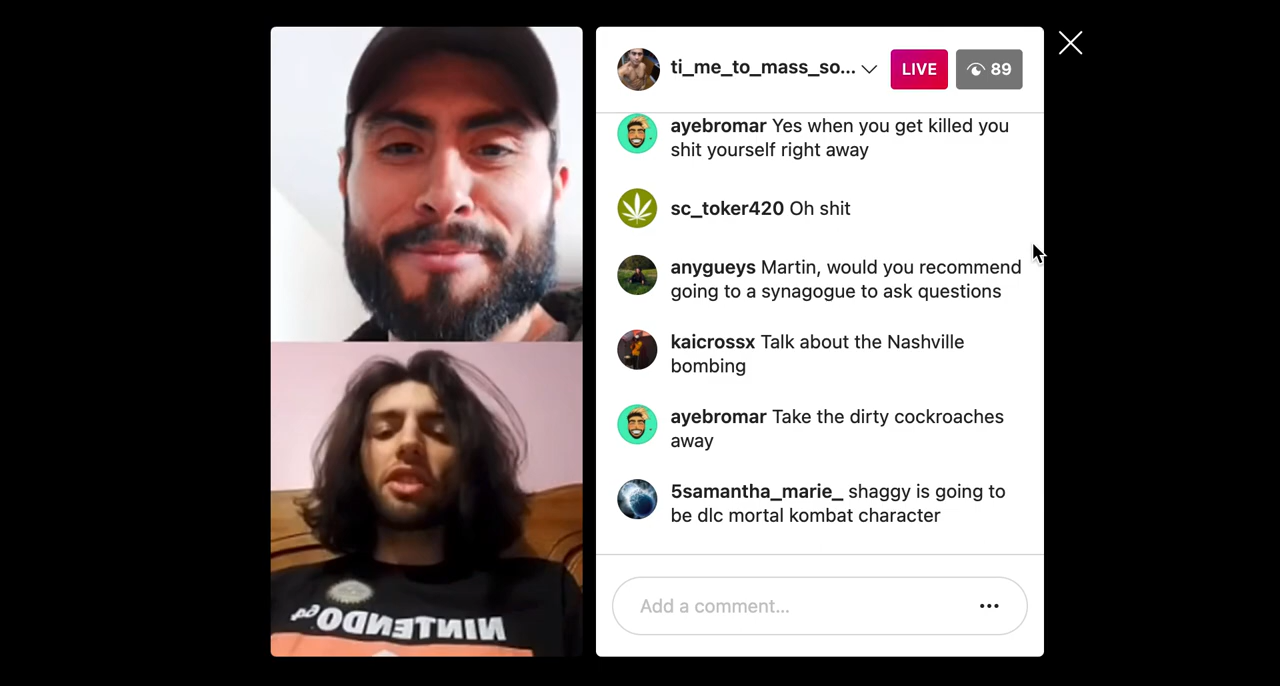 ti_me_to_mass_so...
LIVE
89
ayebromar Yes when you get killed you
shit yourself right away
sc_toker420 Oh shit
anygueys Martin, would you recommend
going to a synagogue to ask questions
kaicrossx Talk about the Nashville
bombing
ayebromar Take the dirty cockroaches
away
5samantha_marie_ shaggy is going to
be dlc mortal kombat character
Add a comment...
NINTENDO64